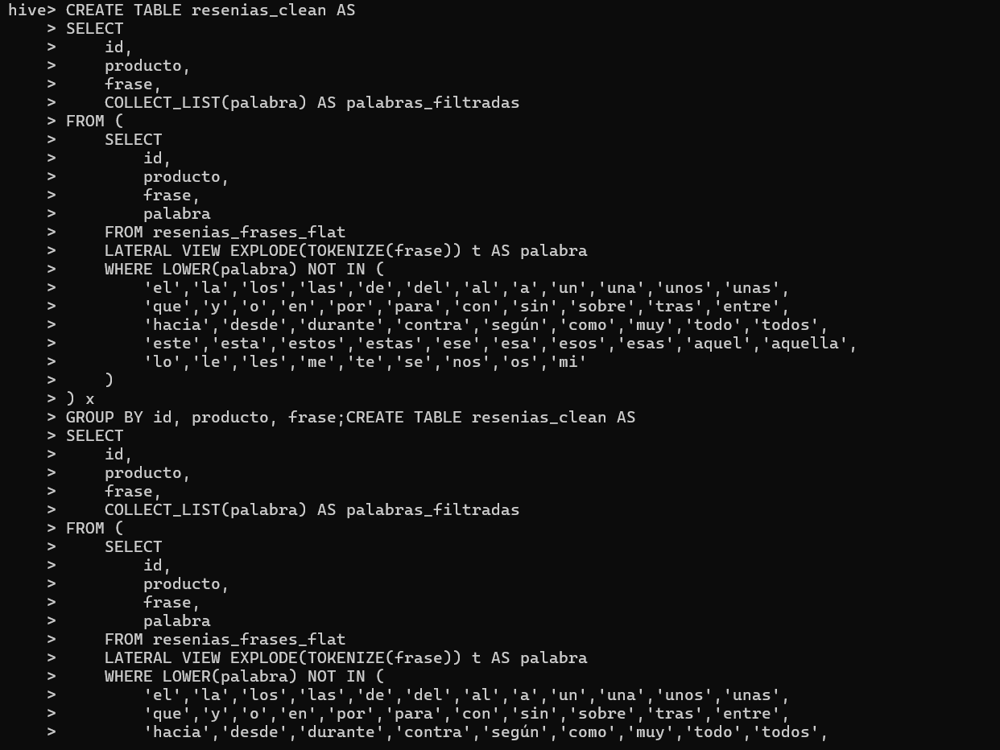 hive> CREATE TABLE resenias_clean AS
    > SELECT
    >     id,
    >     producto,
    >     frase,
    >     COLLECT_LIST(palabra) AS palabras_filtradas
    > FROM (
    >     SELECT
    >         id,
    >         producto,
    >         frase,
    >         palabra
    >     FROM resenias_frases_flat
    >     LATERAL VIEW EXPLODE(TOKENIZE(frase)) t AS palabra
    >     WHERE LOWER(palabra) NOT IN (
    >         'el','la','los','las','de','del','al','a','un','una','unos','unas',
    >         'que','y','o','en','por','para','con','sin','sobre','tras','entre',
    >         'hacia','desde','durante','contra','según','como','muy','todo','todos',
    >         'este','esta','estos','estas','ese','esa','esos','esas','aquel','aquella',
    >         'lo','le','les','me','te','se','nos','os','mi'
    >     )
    > ) x
    > GROUP BY id, producto, frase;CREATE TABLE resenias_clean AS
    > SELECT
    >     id,
    >     producto,
    >     frase,
    >     COLLECT_LIST(palabra) AS palabras_filtradas
    > FROM (
    >     SELECT
    >         id,
    >         producto,
    >         frase,
    >         palabra
    >     FROM resenias_frases_flat
    >     LATERAL VIEW EXPLODE(TOKENIZE(frase)) t AS palabra
    >     WHERE LOWER(palabra) NOT IN (
    >         'el','la','los','las','de','del','al','a','un','una','unos','unas',
    >         'que','y','o','en','por','para','con','sin','sobre','tras','entre',
    >         'hacia','desde','durante','contra','según','como','muy','todo','todos',